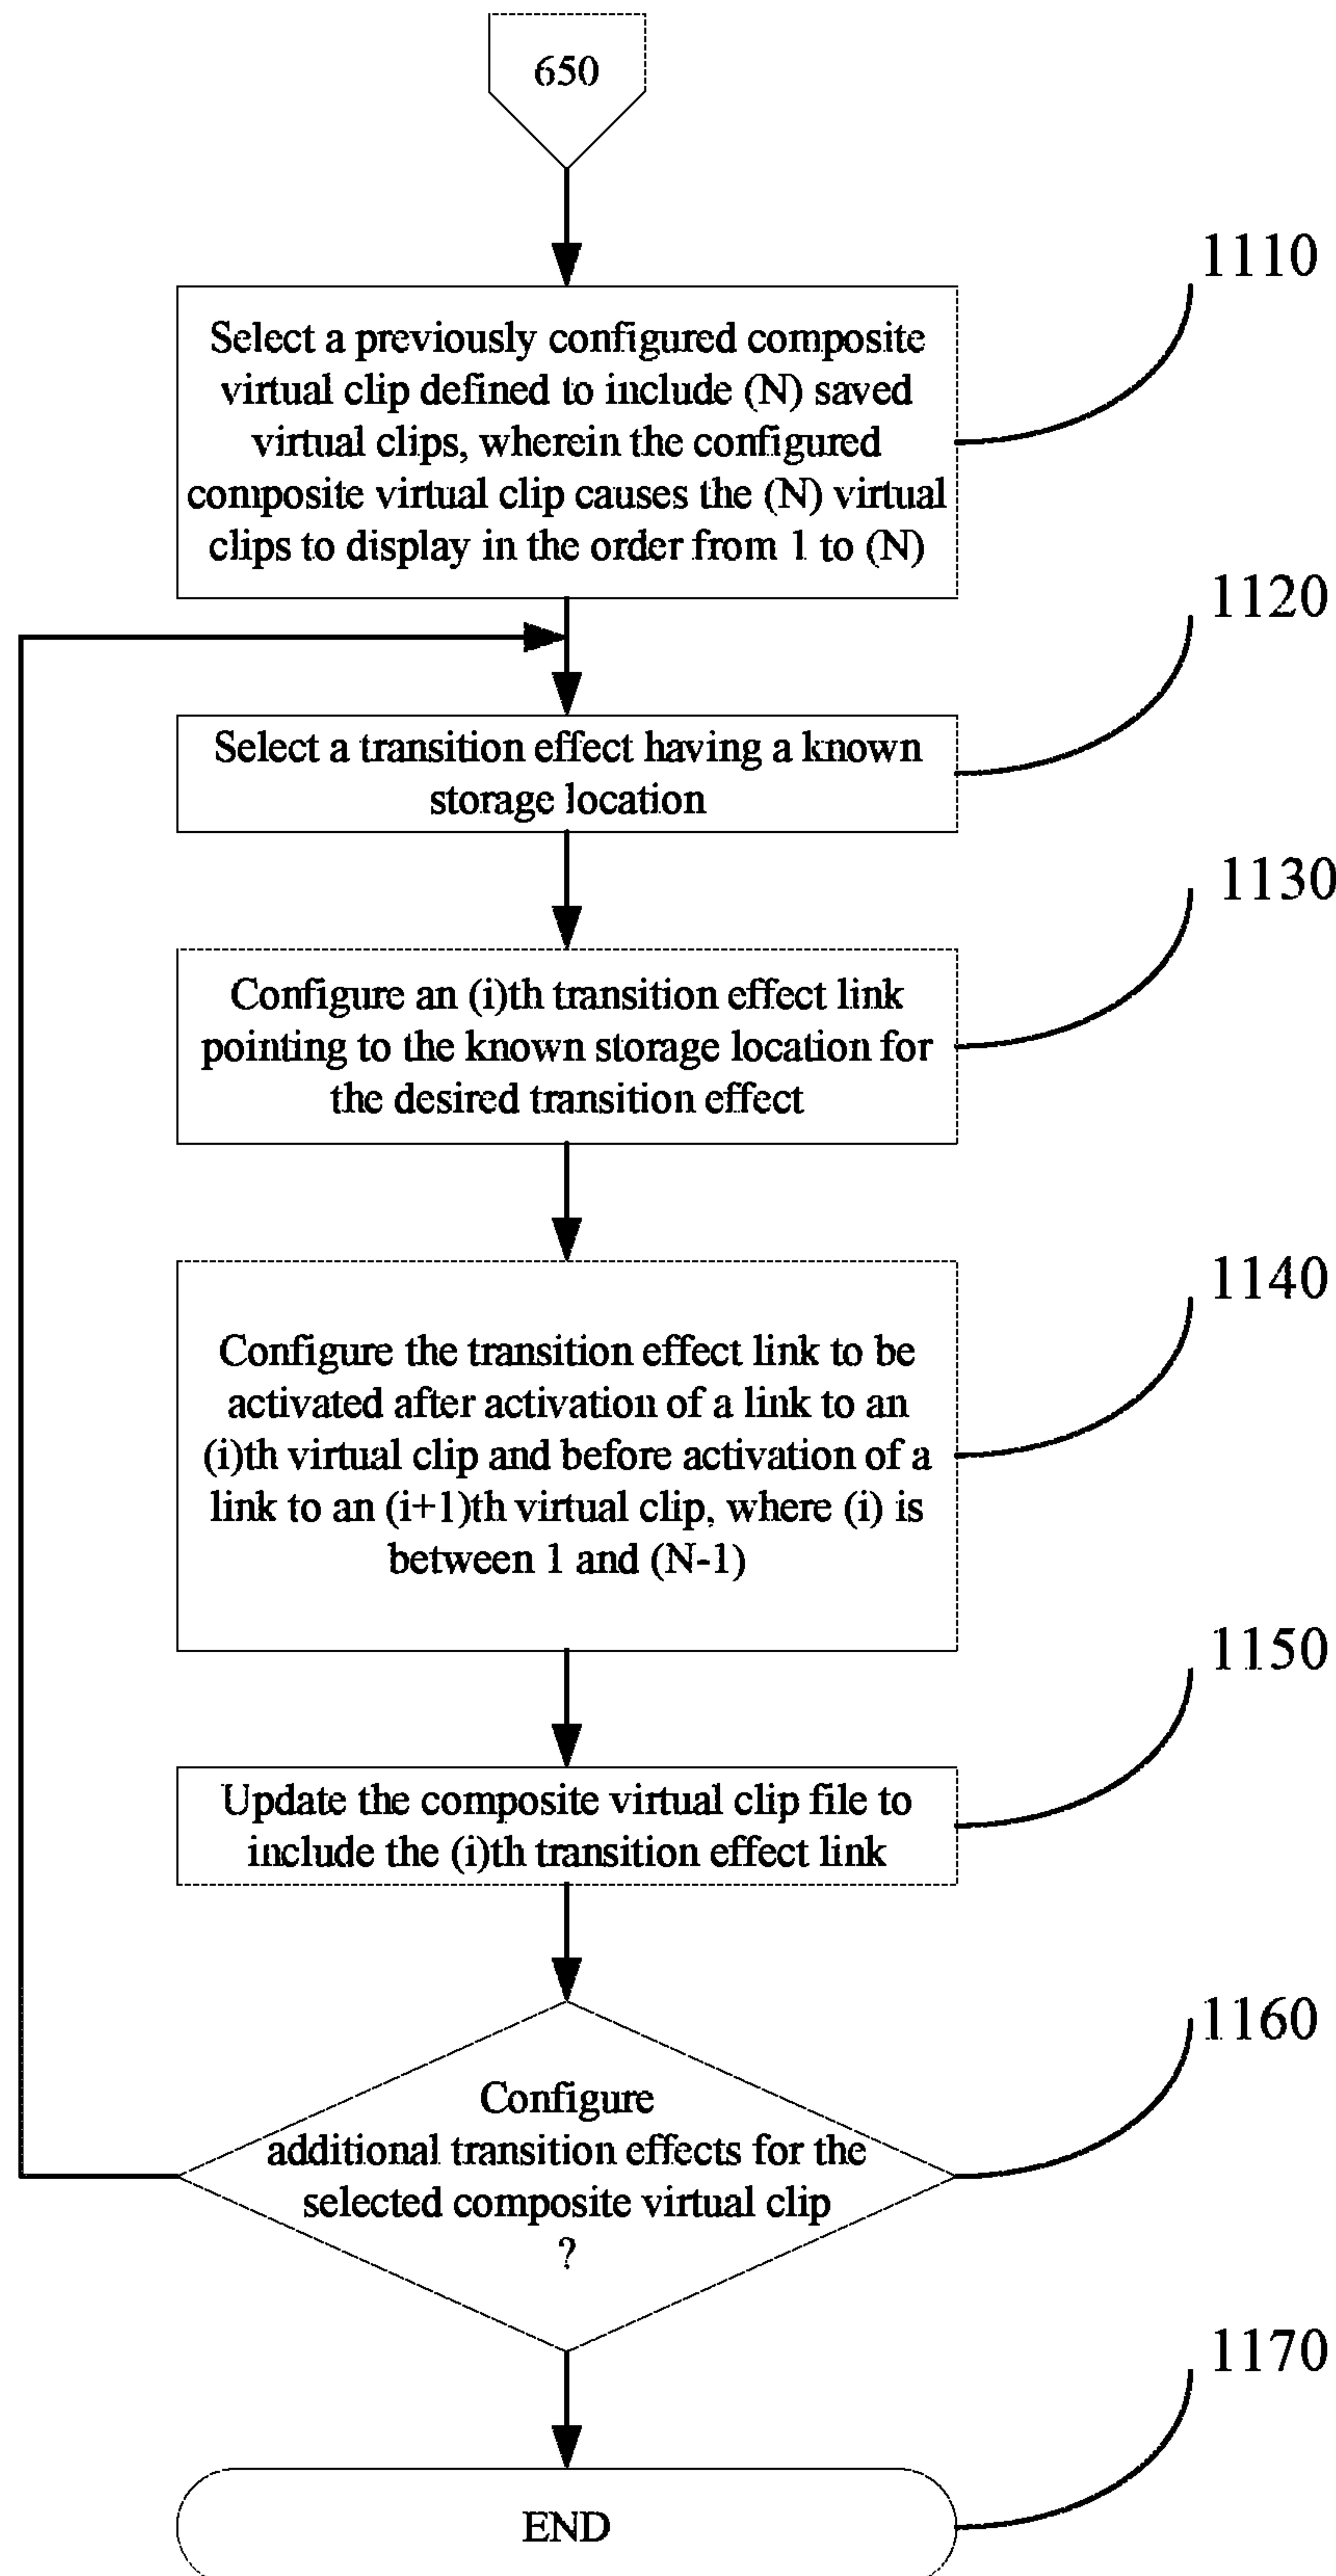 650
1110
Select a previously configured composite
virtual clip defined to include (N) saved
virtual clips, wherein the configured
composite virtual clip causes the (N) virtual
clips to display in the order from 1 to (N)
1120
Select a transition effect having a known
storage location
1130
Configure an (i)th transition effect link
pointing to the known storage location for
the desired transition effect
1140
Configure the transition effect link to be
activated after activation of a link to an
(i)th virtual clip and before activation of a
link to an (i+1)th virtual clip, where (i) is
between 1 and (N-1)
1150
Update the composite virtual clip file to
include the (i)th transition effect link
1160
Configure
additional transition effects for the
selected composite virtual clip
?
1170
END